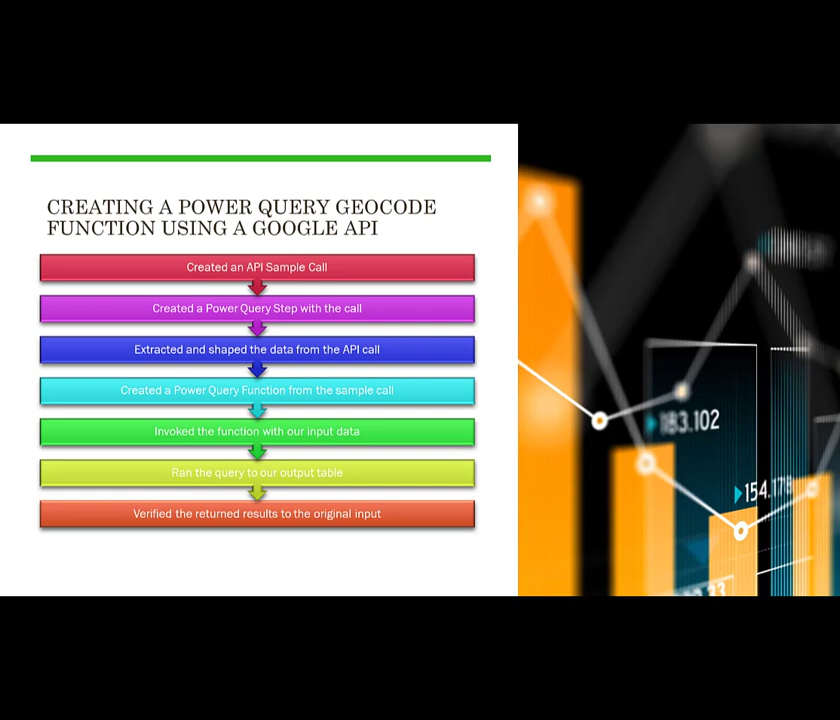 CREATING A POWER QUERY GEOCODE
FUNCTION USING A GOOGLE API
Created an API Sample Call
Created a Power Query Step with the call
Extracted and shaped the data from the API call
Created a Power Query Function from the sample call
Invoked the function with our input data
Ran the query to our output table
Verified the returned results to the original input
183.102
154.178